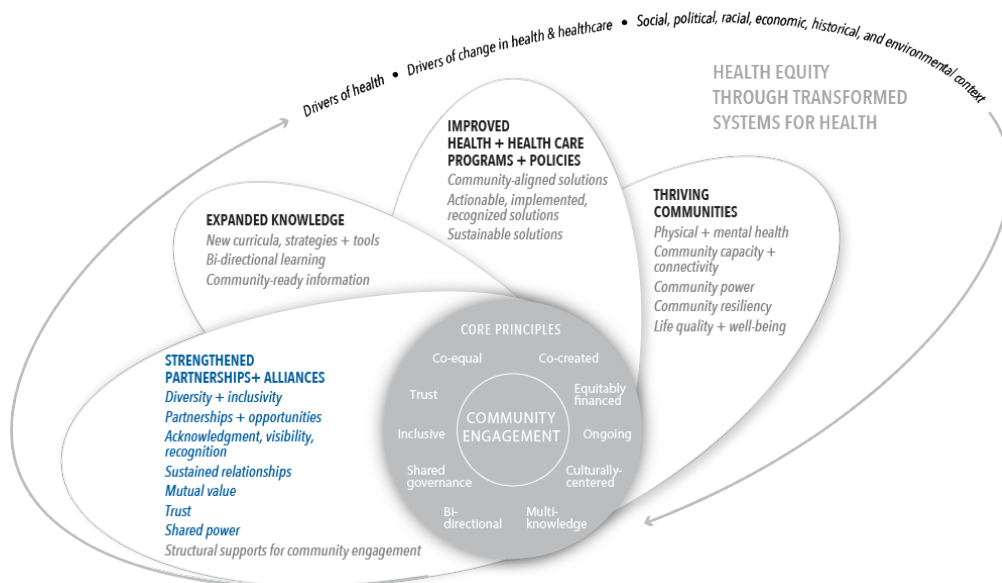 Drivers of health • Drivers of change in health & healthcare • Social, political, racial, economic, historical, and environmental context
HEALTH EQUITY
THROUGH TRANSFORMED
SYSTEMS FOR HEALTH
IMPROVED
HEALTH + HEALTH CARE
PROGRAMS + POLICIES
Community-aligned solutions
Actionable, implemented,
recognized solutions
Sustainable solutions
THRIVING
COMMUNITIES
Physical + mental health
Community capacity +
connectivity
Community power
Community resiliency
Life quality + well-being
EXPANDED KNOWLEDGE
New curricula, strategies + tools
Bi-directional learning
Community-ready information
STRENGTHENED
PARTNERSHIPS+ ALLIANCES
Diversity + inclusivity
Partnerships + opportunities
Acknowledgment, visibility,
recognition
Sustained relationships
Mutual value
Trust
Shared power
Structural supports for community engagement
CORE PRINCIPLES
Co-equal
Co-created
Trust
Equitably
financed
Inclusive
COMMUNITY
ENGAGEMENT
Ongoing
Shared
governance
Culturally-
centered
Bi-
directional
Multi-
knowledge